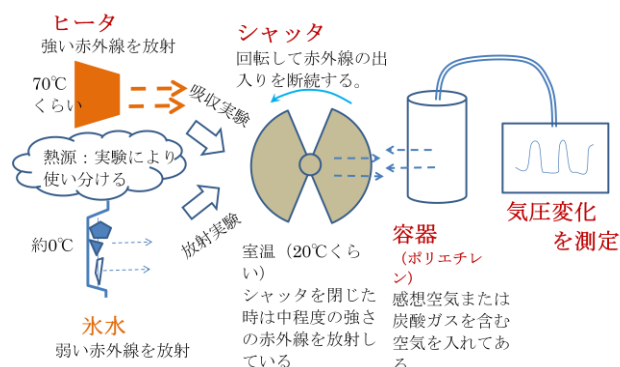 ヒータ
強い赤外線を放射
70℃
くらい
吸収実験
熱源：実験により
使い分ける
約0℃
放射実験
氷水
弱い赤外線を放射
シャッタ
回転して赤外線の出
入りを断続する。
室温（20℃くら
い）
シャッタを閉じた
時は中程度の強さ
の赤外線を放射し
ている
容器
（ポリエチレ
ン）
感想空気または
炭酸ガスを含む
空気を入れてあ
る
気圧変化
を測定